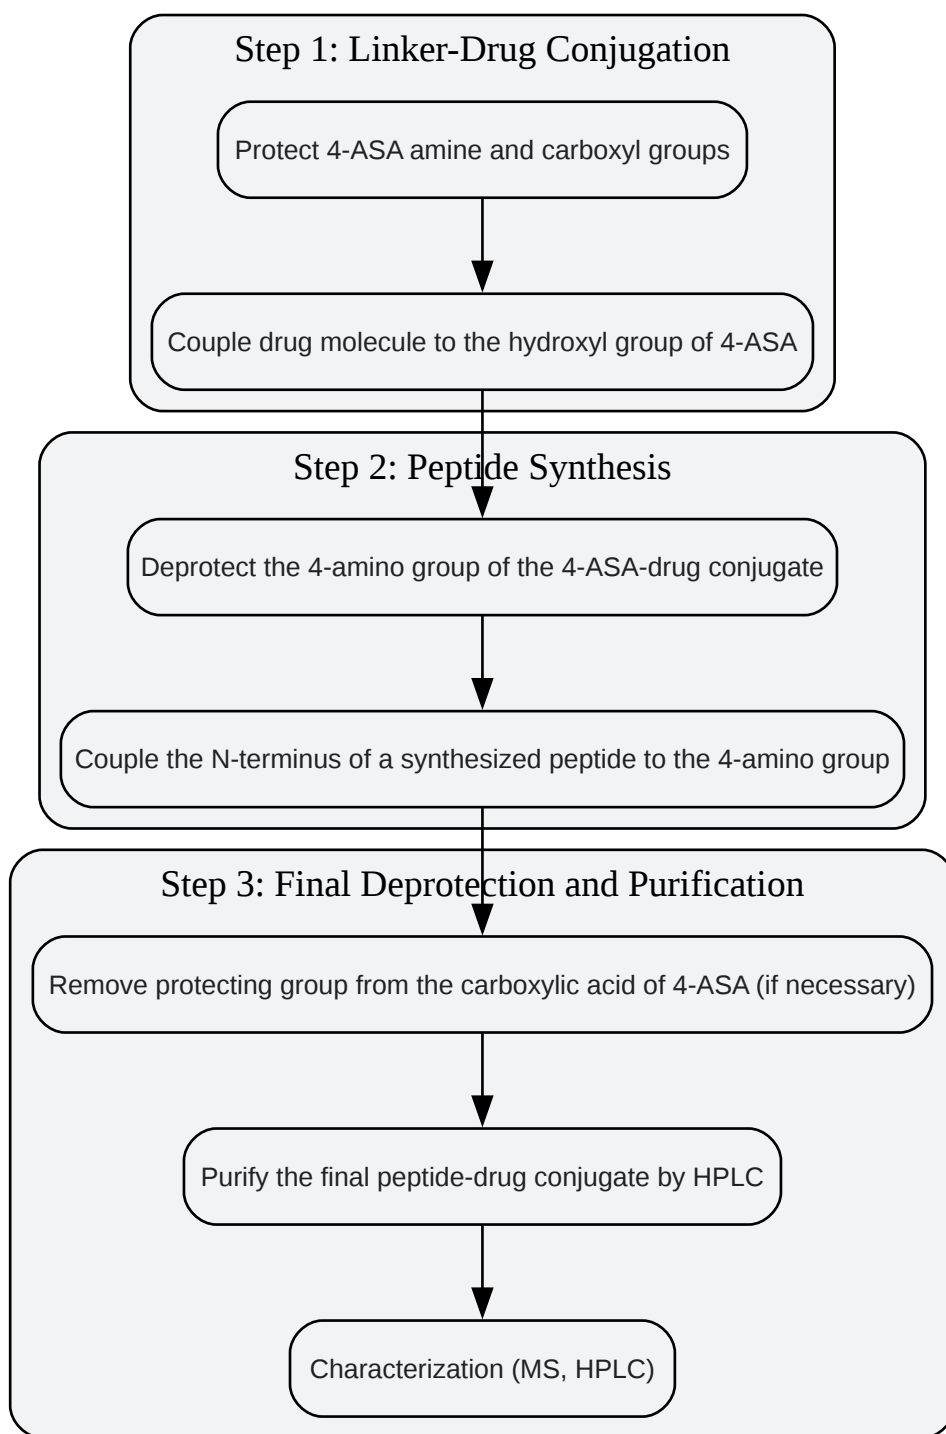 Step 1: Linker-Drug Conjugation
Protect 4-ASA amine and carboxyl groups
Couple drug molecule to the hydroxyl group of 4-ASA
Step 2: Peptide Synthesis
Deprotect the 4-amino group of the 4-ASA-drug conjugate
Couple the N-terminus of a synthesized peptide to the 4-amino group
Step 3: Final Deprotection and Purification
Remove protecting group from the carboxylic acid of 4-ASA (if necessary)
Purify the final peptide-drug conjugate by HPLC
Characterization (MS, HPLC)